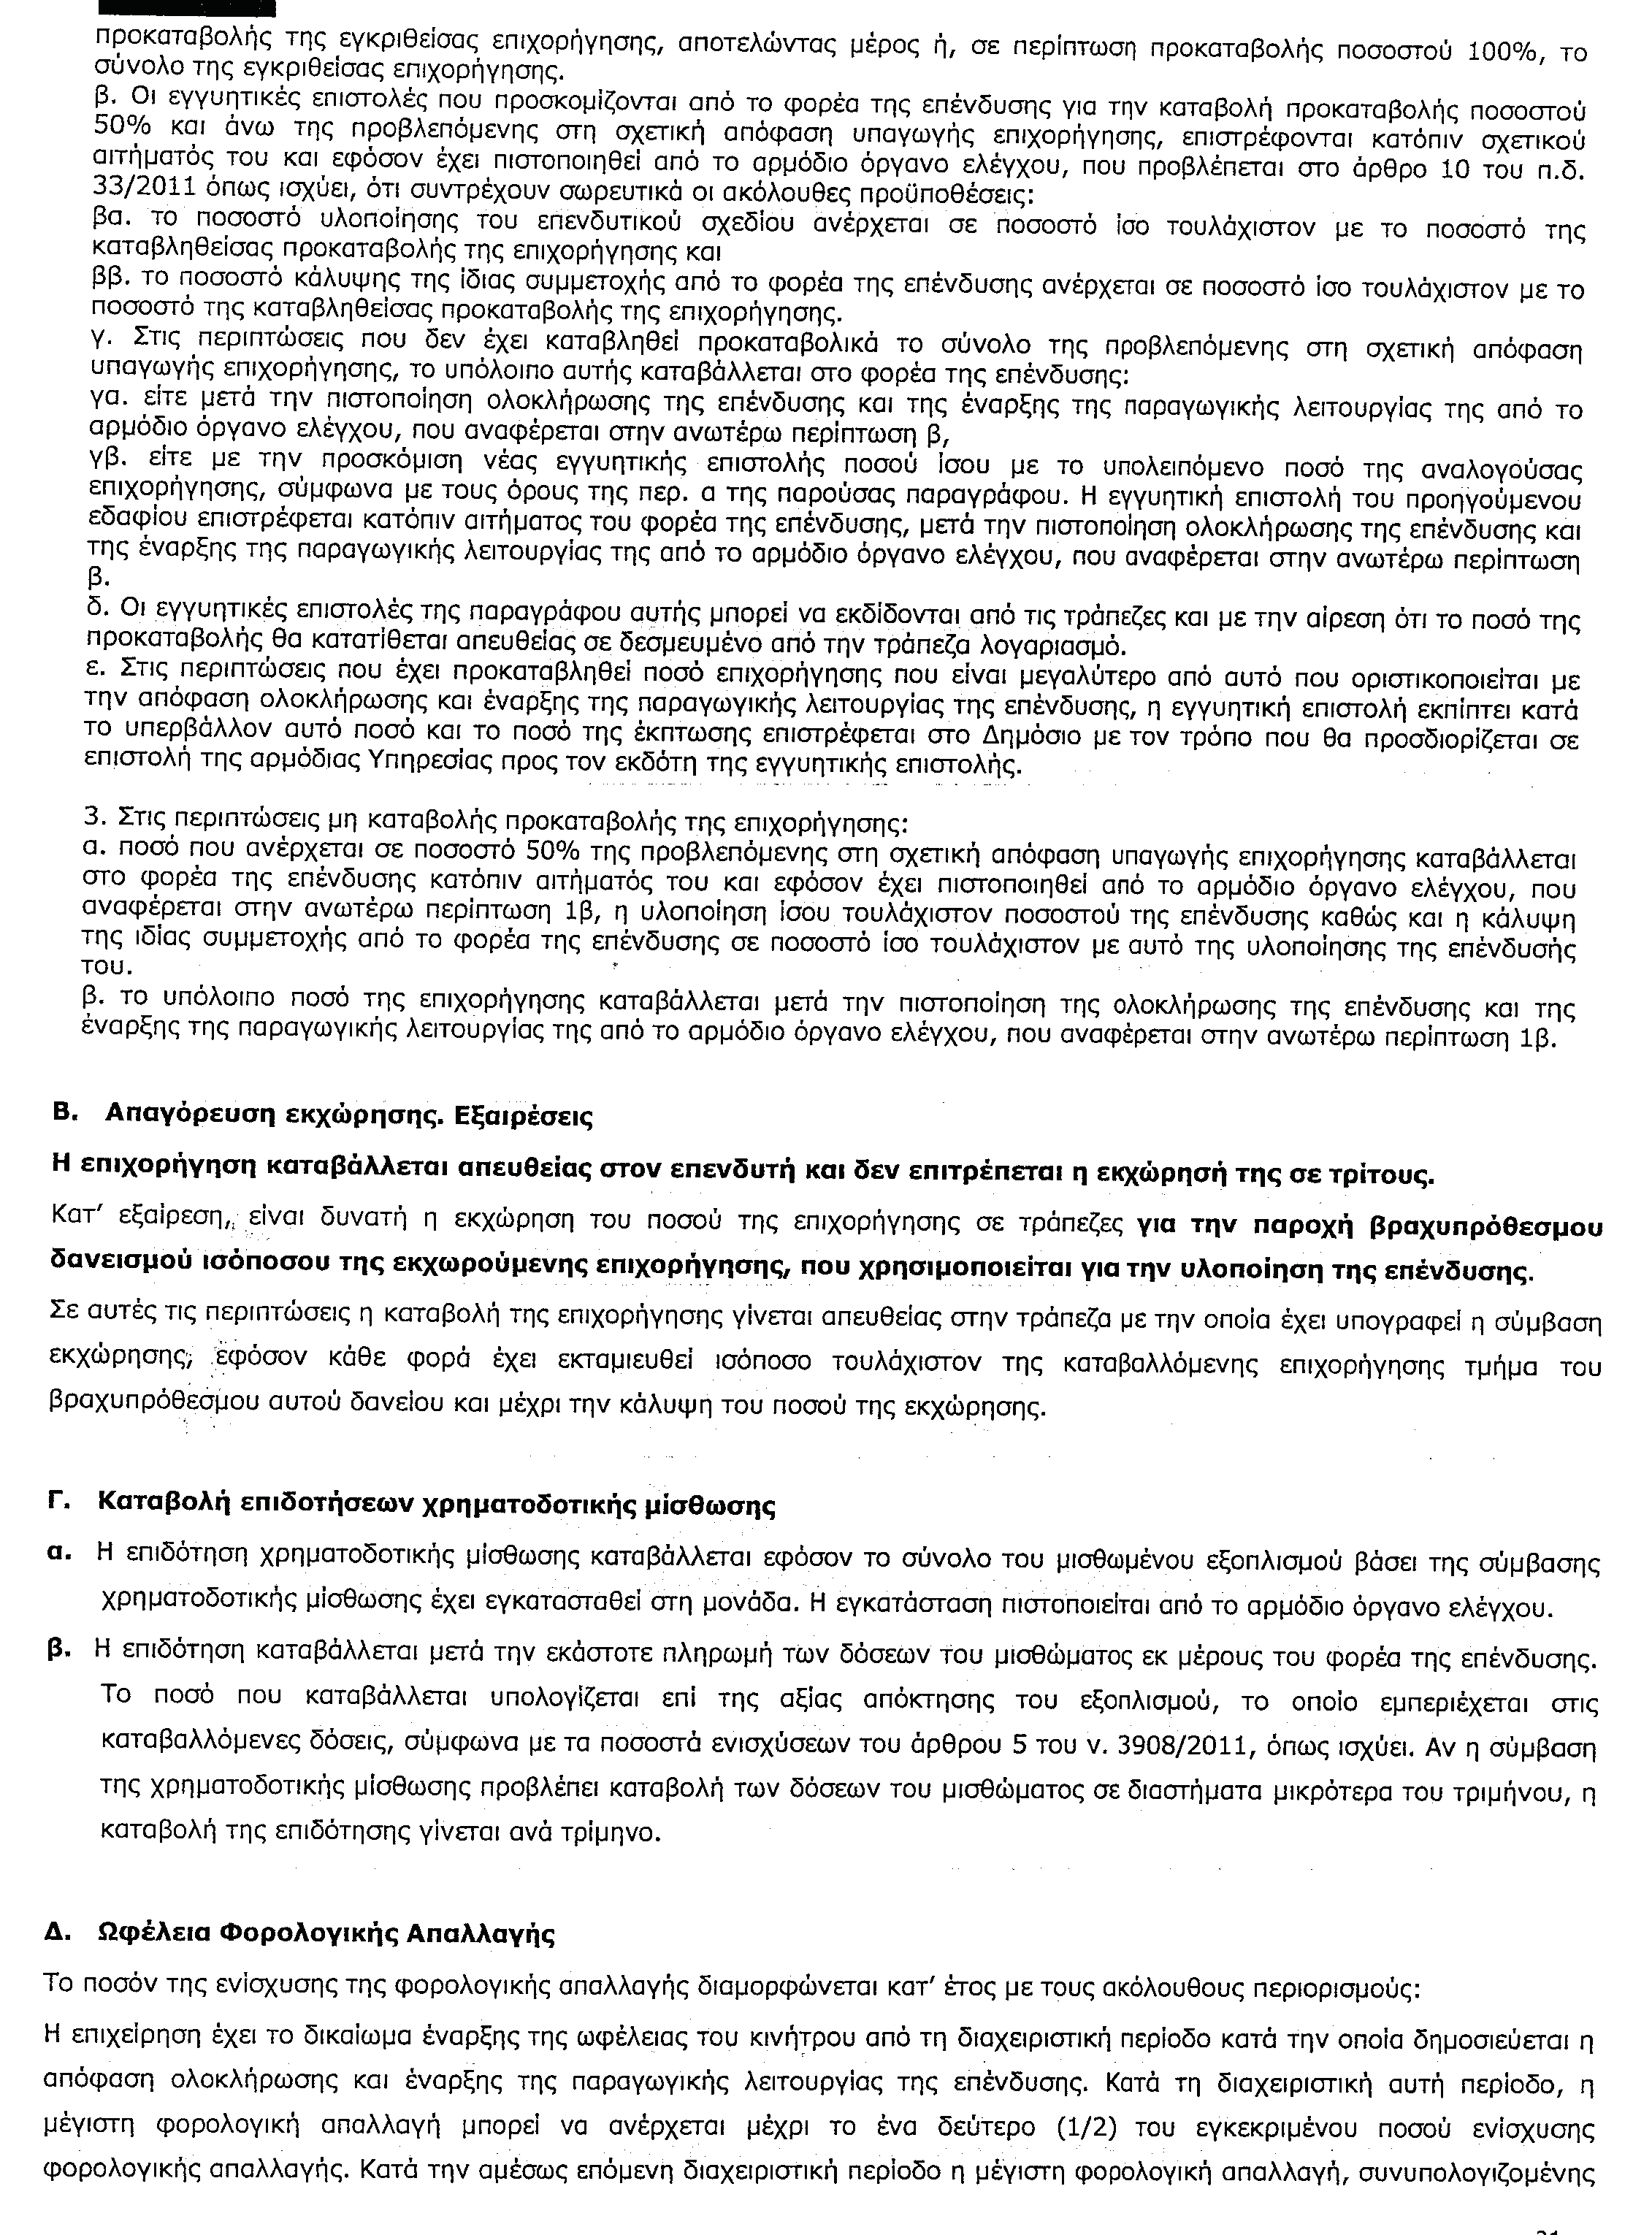 προκαταβολής της εγκριθείσας επιχορήγησης, αποτελώντας μέρος ή, σε περίπτωση προκαταβολής ποσοστού 100%, το
σύνολο της εγκριθείσας επιχορήγησης.
β. Οι εγγυητικές επιστολές που προσκομίζονται από το φορέα της επένδυσης για την καταβολή προκαταβολής ποσοστού
50% και άνω της προβλεπόμενης στη σχετική απόφαση υπαγωγής επιχορήγησης, επιστρέφονται κατόπιν σχετικού
αιτήματός του και εφόσον έχει πιστοποιηθεί από το αρμόδιο όργανο ελέγχου, που προβλέπεται στο άρθρο 10 του π.δ.
33/2011 όπως ισχύει, ότι συντρέχουν σωρευτικά οι ακόλουθες προϋποθέσεις:
βα. το ποσοστό υλοποίησης του επενδυτικού σχεδίου ανέρχεται σε ποσοστό ίσο τουλάχιστον με το ποσοστό της
καταβληθείσας προκαταβολής της επιχορήγησης και
ββ. το ποσοστό κάλυψης της ίδιας συμμετοχής από το φορέα της επένδυσης ανέρχεται σε ποσοστό ίσο τουλάχιστον με το
ποσοστό της καταβληθείσας προκαταβολής της επιχορήγησης.
γ. Στις περιπτώσεις που δεν έχει καταβληθεί προκαταβολικά το σύνολο της προβλεπόμενης στη σχετική απόφαση
υπαγωγής επιχορήγησης, το υπόλοιπο αυτής καταβάλλεται στο φορέα της επένδυσης:
γα. είτε μετά την πιστοποίηση ολοκλήρωσης της επένδυσης και της έναρξης της παραγωγικής λειτουργίας της από το
αρμόδιο όργανο ελέγχου, που αναφέρεται στην ανωτέρω περίπτωση β,
γβ. είτε με την προσκόμιση νέας εγγυητικής επιστολής ποσού ίσου με το υπολειπόμενο ποσό της αναλογούσας
επιχορήγησης, σύμφωνα με τους όρους της περ. α της παρούσας παραγράφου. Η εγγυητική επιστολή του προηγούμενου
εδαφίου επιστρέφεται κατόπιν αιτήματος του φορέα της επένδυσης, μετά την πιστοποίηση ολοκλήρωσης της επένδυσης και
της έναρξης της παραγωγικής λειτουργίας της από το αρμόδιο όργανο ελέγχου, που αναφέρεται στην ανωτέρω περίπτωση
β.
δ. Οι εγγυητικές επιστολές της παραγράφου αυτής μπορεί να εκδίδονται από τις τράπεζες και με την αίρεση ότι το ποσό της
προκαταβολής θα κατατίθεται απευθείας σε δεσμευμένο από την τράπεζα λογαριασμό.
ε. Στις περιπτώσεις που έχει προκαταβληθεί ποσό επιχορήγησης που είναι μεγαλύτερο από αυτό που οριστικοποιείται με
την απόφαση ολοκλήρωσης και έναρξης της παραγωγικής λειτουργίας της επένδυσης, η εγγυητική επιστολή εκπίπτει κατά
το υπερβάλλον αυτό ποσό και το ποσό της έκπτωσης επιστρέφεται στο Δημόσιο με τον τρόπο που θα προσδιορίζεται σε
επιστολή της αρμόδιας Υπηρεσίας προς τον εκδότη της εγγυητικής επιστολής.
3. Στις περιπτώσεις μη καταβολής προκαταβολής της επιχορήγησης:
α. ποσό που ανέρχεται σε ποσοστό 50% της προβλεπόμενης στη σχετική απόφαση υπαγωγής επιχορήγησης καταβάλλεται
στο φορέα της επένδυσης κατόπιν αιτήματός του και εφόσον έχει πιστοποιηθεί από το αρμόδιο όργανο ελέγχου, που
αναφέρεται στην ανωτέρω περίπτωση 1β, η υλοποίηση ίσου τουλάχιστον ποσοστού της επένδυσης καθώς και η κάλυψη
της ιδίας συμμετοχής από το φορέα της επένδυσης σε ποσοστό ίσο τουλάχιστον με αυτό της υλοποίησης της επένδυσής
του.
β. το υπόλοιπο ποσό της επιχορήγησης καταβάλλεται μετά την πιστοποίηση της ολοκλήρωσης της επένδυσης και της
έναρξης της παραγωγικής λειτουργίας της από το αρμόδιο όργανο ελέγχου, που αναφέρεται στην ανωτέρω περίπτωση 1β.
Β. Απαγόρευση εκχώρησης. Εξαιρέσεις
Η επιχορήγηση καταβάλλεται απευθείας στον επενδυτή και δεν επιτρέπεται η εκχώρησή της σε τρίτους.
Κατ' εξαίρεση, είναι δυνατή η εκχώρηση του ποσού της επιχορήγησης σε τράπεζες για την παροχή βραχυπρόθεσμου
δανεισμού ισόποσου της εκχωρούμενης επιχορήγησης, που χρησιμοποιείται για την υλοποίηση της επένδυσης.
Σε αυτές τις περιπτώσεις η καταβολή της επιχορήγησης γίνεται απευθείας στην τράπεζα με την οποία έχει υπογραφεί η σύμβαση
εκχώρησης, εφόσον κάθε φορά έχει εκταμιευθεί ισόποσο τουλάχιστον της καταβαλλόμενης επιχορήγησης τμήμα του
βραχυπρόθεσμου αυτού δανείου και μέχρι την κάλυψη του ποσού της εκχώρησης.
Γ. Καταβολή επιδοτήσεων χρηματοδοτικής μίσθωσης
α. Η επιδότηση χρηματοδοτικής μίσθωσης καταβάλλεται εφόσον το σύνολο του μισθωμένου εξοπλισμού βάσει της σύμβασης
χρηματοδοτικής μίσθωσης έχει εγκατασταθεί στη μονάδα. Η εγκατάσταση πιστοποιείται από το αρμόδιο όργανο ελέγχου.
β. Η επιδότηση καταβάλλεται μετά την εκάστοτε πληρωμή των δόσεων του μισθώματος εκ μέρους του φορέα της επένδυσης.
Το ποσό που καταβάλλεται υπολογίζεται επί της αξίας απόκτησης του εξοπλισμού, το οποίο εμπεριέχεται στις
καταβαλλόμενες δόσεις, σύμφωνα με τα ποσοστά ενισχύσεων του άρθρου 5 του ν. 3908/2011, όπως ισχύει. Αν η σύμβαση
της χρηματοδοτικής μίσθωσης προβλέπει καταβολή των δόσεων του μισθώματος σε διαστήματα μικρότερα του τριμήνου, η
καταβολή της επιδότησης γίνεται ανά τρίμηνο.
Δ. Ωφέλεια Φορολογικής Απαλλαγής
Το ποσόν της ενίσχυσης της φορολογικής απαλλαγής διαμορφώνεται κατ' έτος με τους ακόλουθους περιορισμούς:
Η επιχείρηση έχει το δικαίωμα έναρξης της ωφέλειας του κινήτρου από τη διαχειριστική περίοδο κατά την οποία δημοσιεύεται η
απόφαση ολοκλήρωσης και έναρξης της παραγωγικής λειτουργίας της επένδυσης. Κατά τη διαχειριστική αυτή περίοδο, η
μέγιστη φορολογική απαλλαγή μπορεί να ανέρχεται μέχρι το ένα δεύτερο (1/2) του εγκεκριμένου ποσού ενίσχυσης
φορολογικής απαλλαγής. Κατά την αμέσως επόμενη διαχειριστική περίοδο η μέγιστη φορολογική απαλλαγή, συνυπολογιζομένης